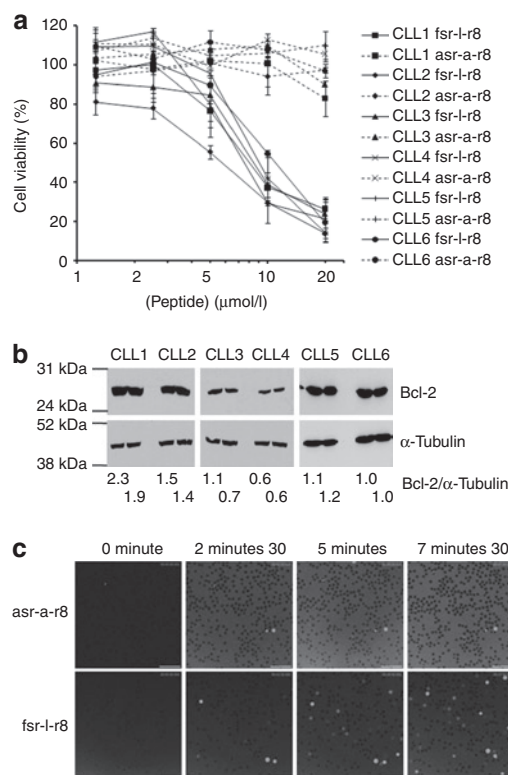 a
120
100
80
60
40
20
0
Cell viability (%)
1
2
5
10
20
(Peptide) (μmol/l)
CLL1 fsr-l-r8
CLL1 asr-a-r8
CLL2 fsr-l-r8
CLL2 asr-a-r8
CLL3 fsr-l-r8
CLL3 asr-a-r8
CLL4 fsr-l-r8
CLL4 asr-a-r8
CLL5 fsr-l-r8
CLL5 asr-a-r8
CLL6 fsr-l-r8
CLL6 asr-a-r8
b
CLL1 CLL2 CLL3 CLL4 CLL5 CLL6
31 kDa
Bcl-2
24 kDa
52 kDa
α-Tubulin
38 kDa
2.3 1.5 1.1 0.6 1.1 1.0
Bcl-2/α-Tubulin
1.9 1.4 0.7 0.6 1.2 1.0
c
0 minute 2 minutes 30 5 minutes 7 minutes 30
asr-a-r8
fsr-l-r8